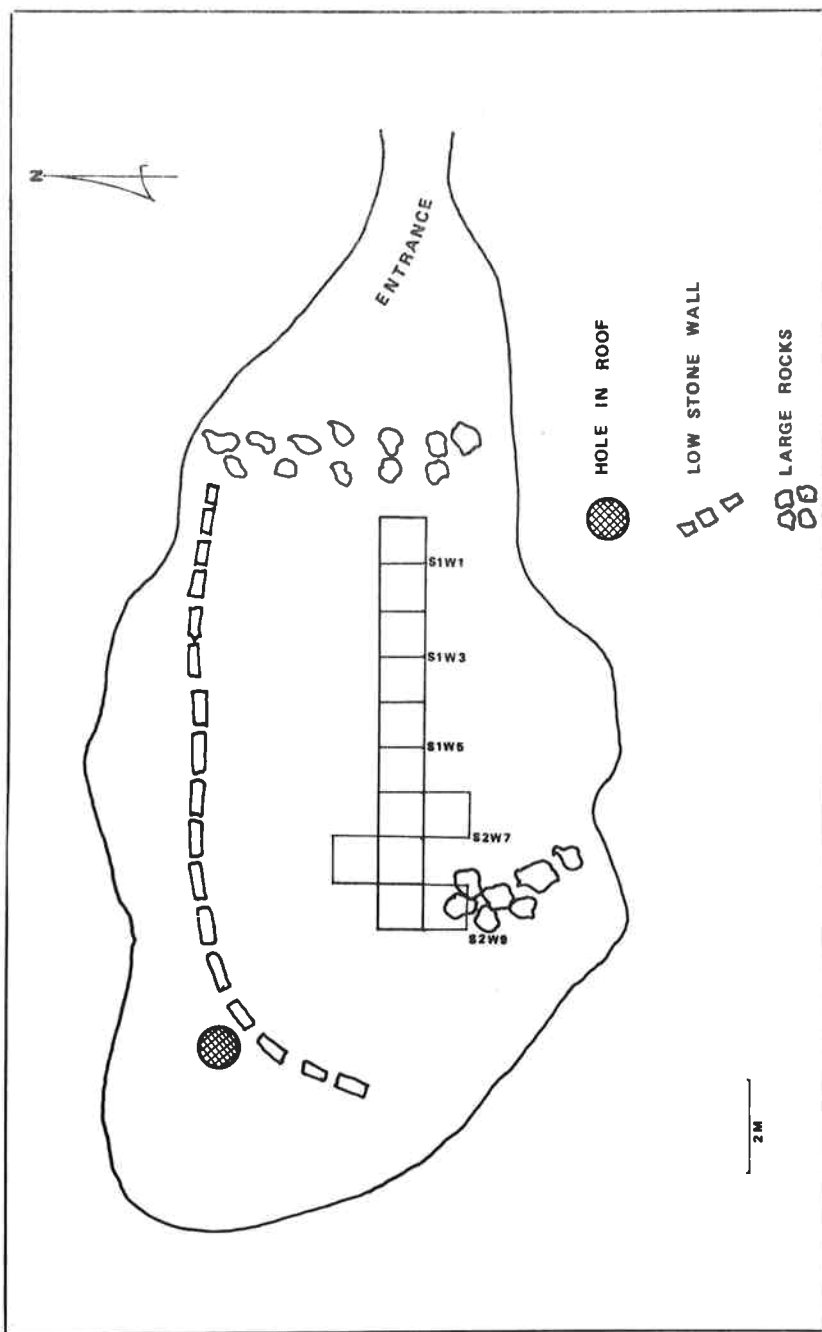 N
ENTRANCE
S1W1
S1W3
S1W5
S2W7
S2W9
HOLE IN ROOF
LOW STONE WALL
LARGE ROCKS
2M